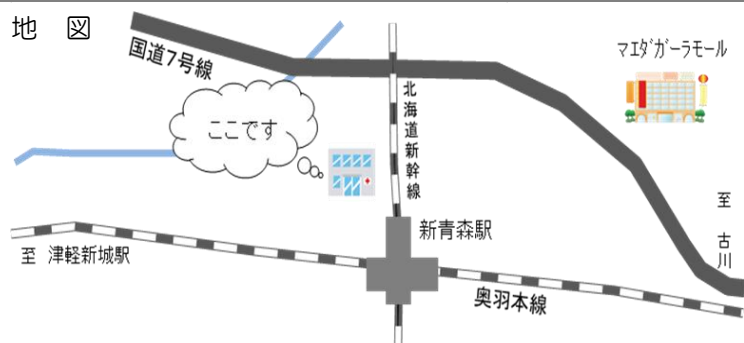 地 図
国道7号線
マエダガーラモール
ここです
北海道新幹線
至 古川
新青森駅
至 津軽新城駅
奥羽本線